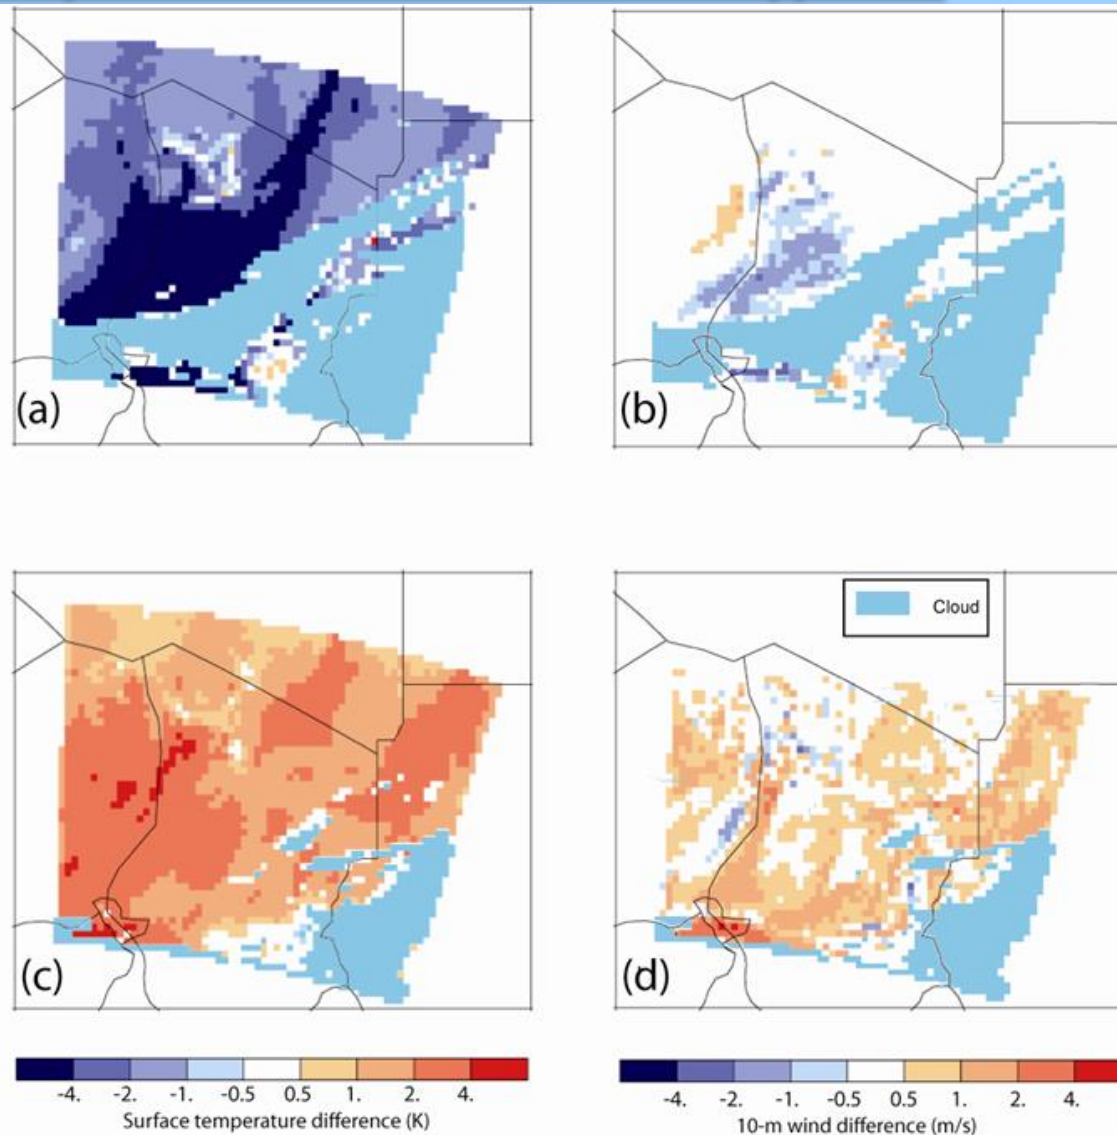 (a)
(b)
Cloud
(c)
(d)
-4. -2. -1. -0.5 0.5 1. 2. 4.
Surface temperature difference (K)
-4. -2. -1. -0.5 0.5 1. 2. 4.
10-m wind difference (m/s)